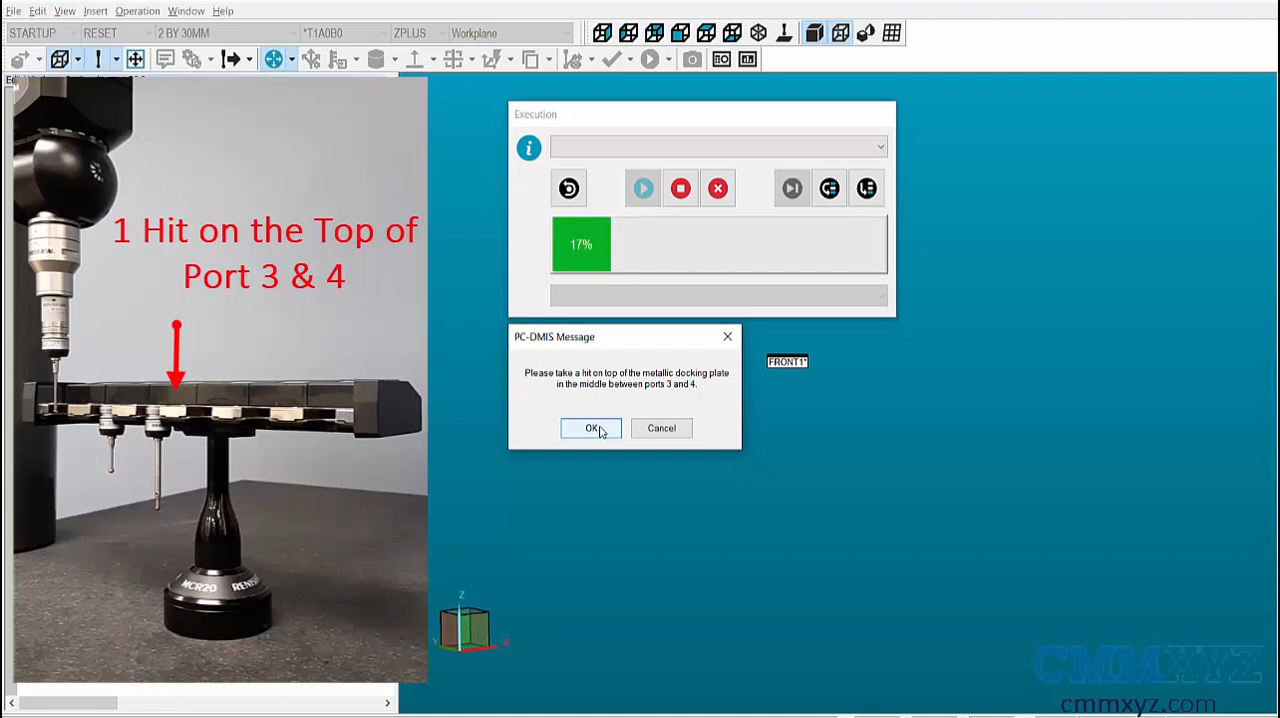 File Edit View Insert Operation Window Help
STARTUP RESET 2 BY 30MM *T1A0B0 ZPLUS Workplane
Execution
17%
1 Hit on the Top of
Port 3 & 4
PC-DMIS Message
Please take a hit on top of the metallic docking plate
in the middle between ports 3 and 4.
OK Cancel
FRONT1*
MCR20 RENIS
Z
Y X
CMMXYZ
cmmxyz.com